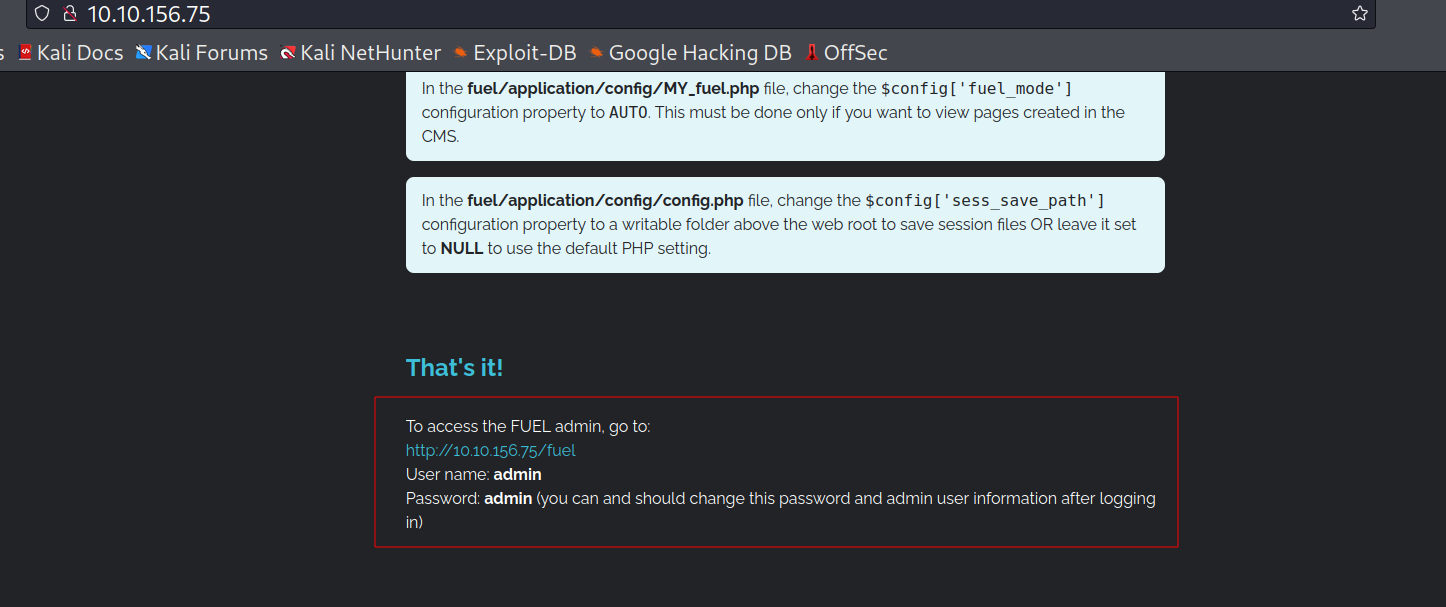 10.10.156.75
s Kali Docs Kali Forums Kali NetHunter Exploit-DB Google Hacking DB OffSec
In the fuel/application/config/MY_fuel.php file, change the $config['fuel_mode']
configuration property to AUTO. This must be done only if you want to view pages created in the
CMS.
In the fuel/application/config/config.php file, change the $config['sess_save_path']
configuration property to a writable folder above the web root to save session files OR leave it set
to NULL to use the default PHP setting.
That's it!
To access the FUEL admin, go to:
http://10.10.156.75/fuel
User name: admin
Password: admin (you can and should change this password and admin user information after logging
in)